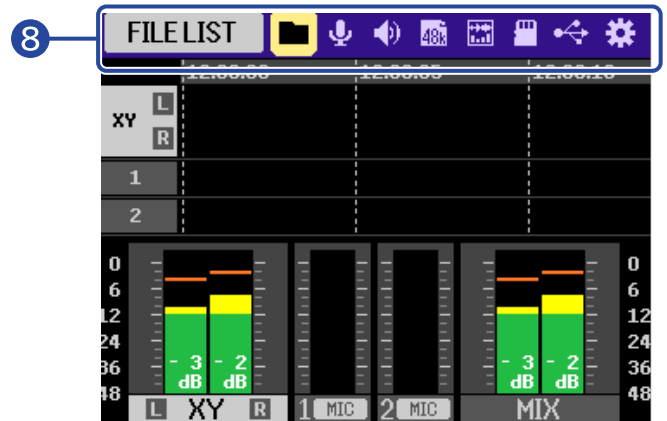 8 FILE LIST 48k
XY L
R
1
2
0 0
6 6
12 12
24 24
- 3 - 2 - 3 - 2
36 dB dB dB dB 36
48 48
L XY R 1 MIC 2 MIC MIX